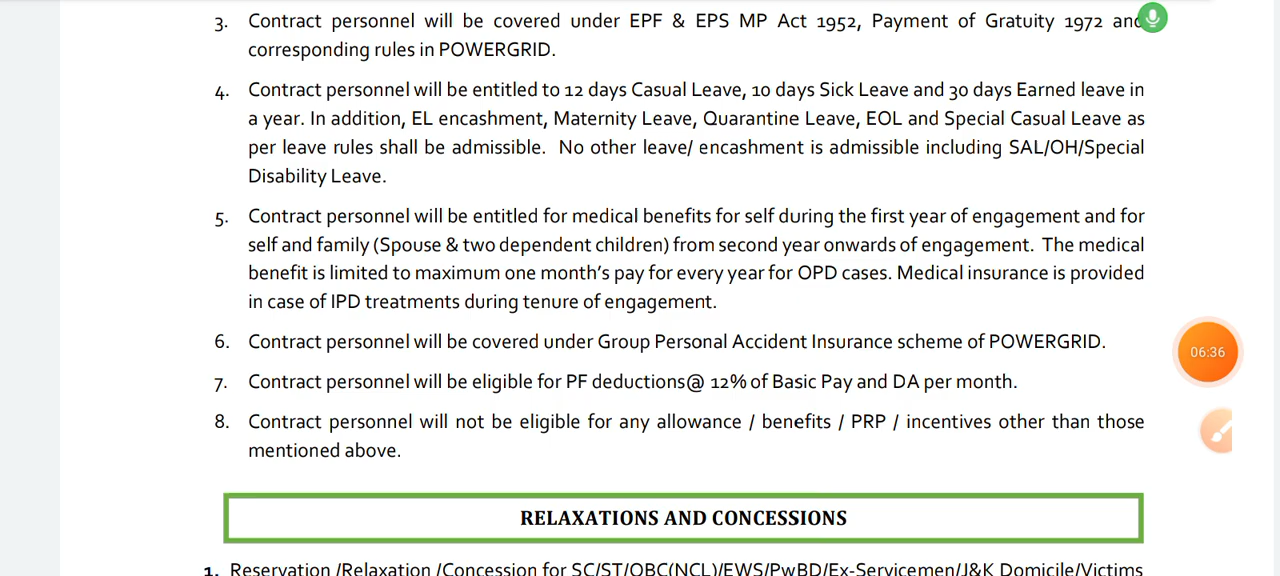 3. Contract personnel will be covered under EPF & EPS MP Act 1952, Payment of Gratuity 1972 and
corresponding rules in POWERGRID.
4. Contract personnel will be entitled to 12 days Casual Leave, 10 days Sick Leave and 30 days Earned leave in
a year. In addition, EL encashment, Maternity Leave, Quarantine Leave, EOL and Special Casual Leave as
per leave rules shall be admissible. No other leave/ encashment is admissible including SAL/OH/Special
Disability Leave.
5. Contract personnel will be entitled for medical benefits for self during the first year of engagement and for
self and family (Spouse & two dependent children) from second year onwards of engagement. The medical
benefit is limited to maximum one month's pay for every year for OPD cases. Medical insurance is provided
in case of IPD treatments during tenure of engagement.
6. Contract personnel will be covered under Group Personal Accident Insurance scheme of POWERGRID.
06:36
7. Contract personnel will be eligible for PF deductions@ 12% of Basic Pay and DA per month.
8. Contract personnel will not be eligible for any allowance / benefits / PRP / incentives other than those
mentioned above.
RELAXATIONS AND CONCESSIONS
1. Reservation /Relaxation /Concession for SC/ST/OBC(NCL)/EWS/PwBD/Ex-Servicemen/J&K Domicile/Victims